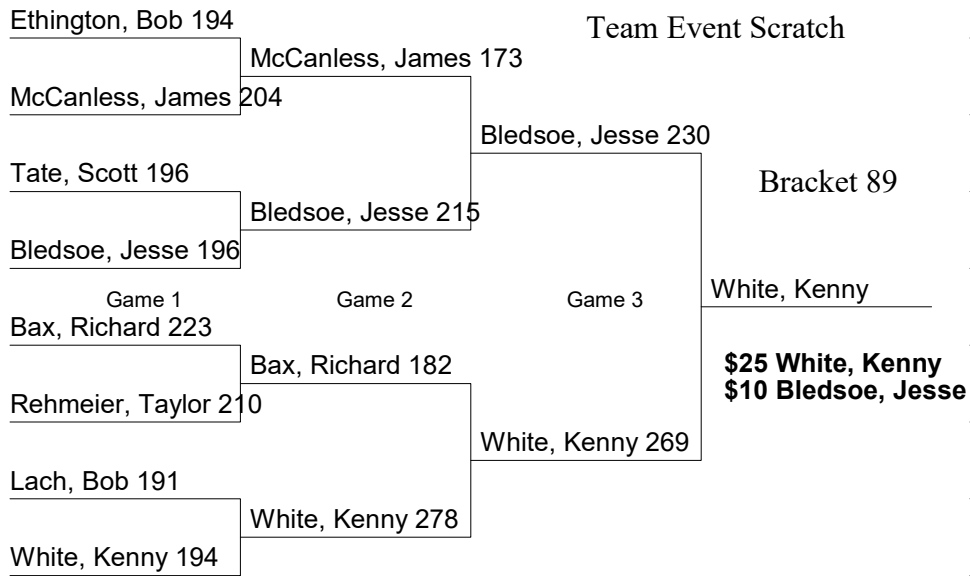 Ethington, Bob 194
Team Event Scratch
McCanless, James 173
McCanless, James 204
Bledsoe, Jesse 230
Tate, Scott 196
Bracket 89
Bledsoe, Jesse 215
Bledsoe, Jesse 196
Game 1
Game 2
Game 3
White, Kenny
Bax, Richard 223
Bax, Richard 182
$25 White, Kenny
$10 Bledsoe, Jesse
Rehmeier, Taylor 210
White, Kenny 269
Lach, Bob 191
White, Kenny 278
White, Kenny 194